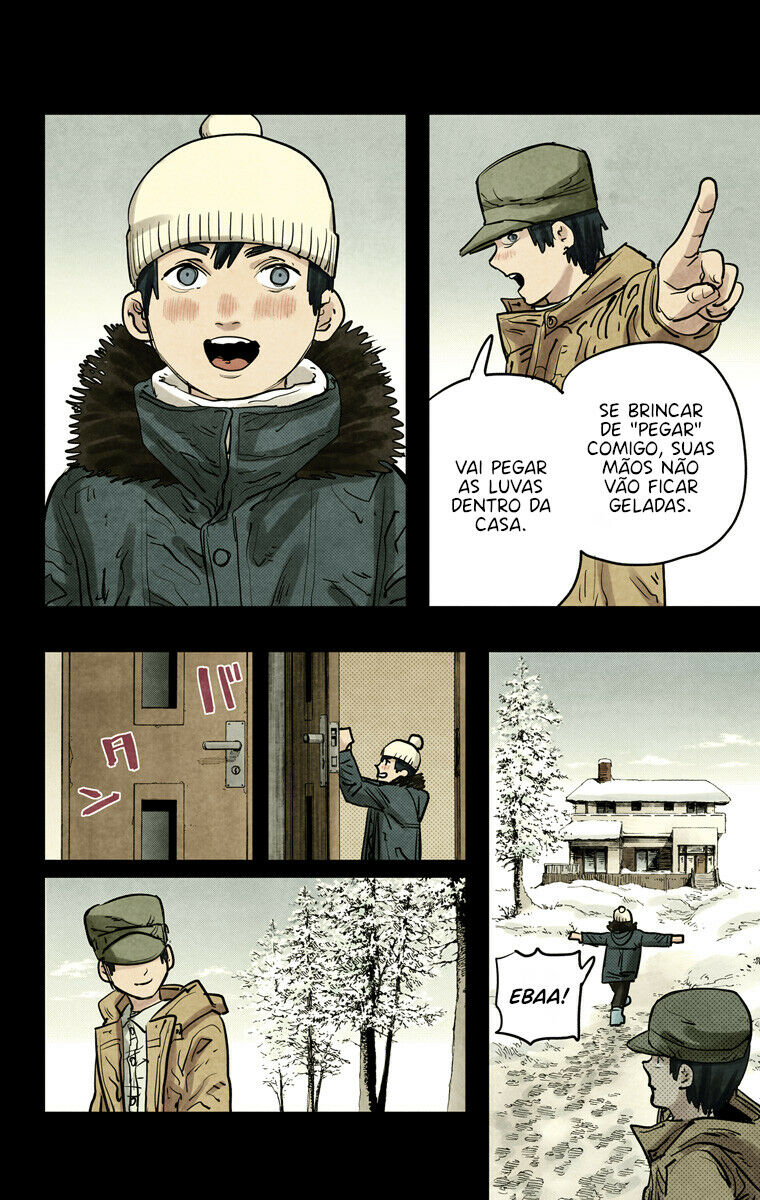 SE BRINCAR
DE "PEGAR"
COMIGO, SUAS
MÃOS NÃO
VÃO FICAR
GELADAS.
VAI PEGAR
AS LUVAS
DENTRO DA
CASA.
EBAA!
バタン